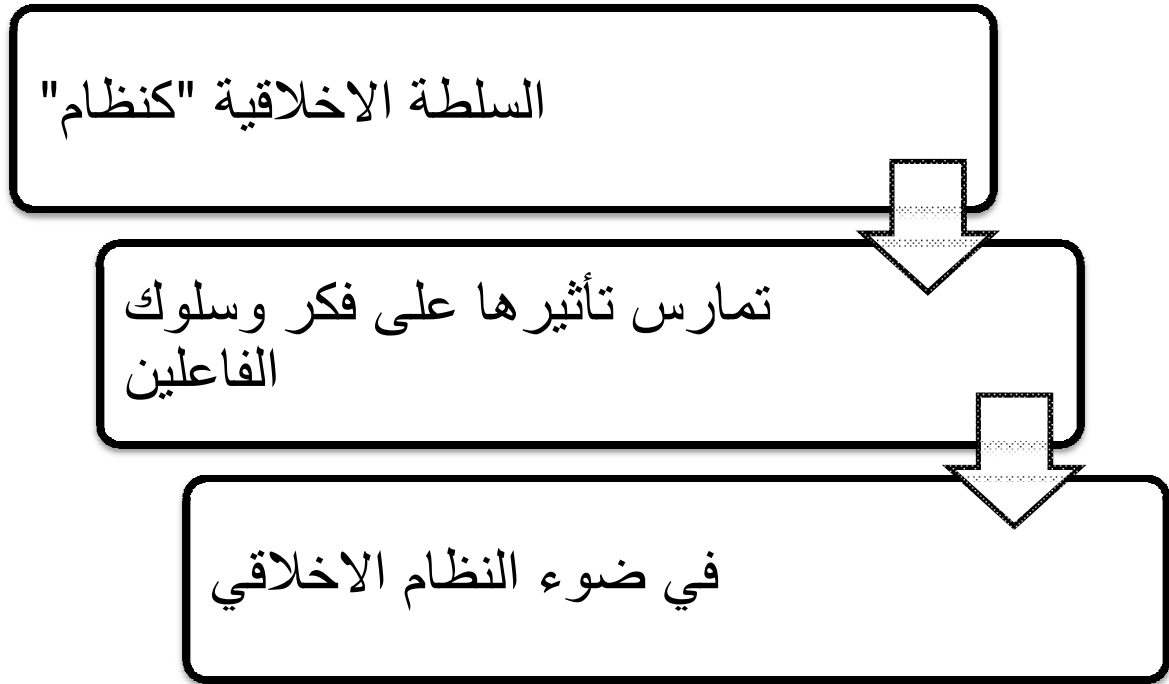 السلطة الاخلاقية "كنظام"
تمارس تأثيرها على فكر وسلوك
الفاعلين
في ضوء النظام الاخلاقي